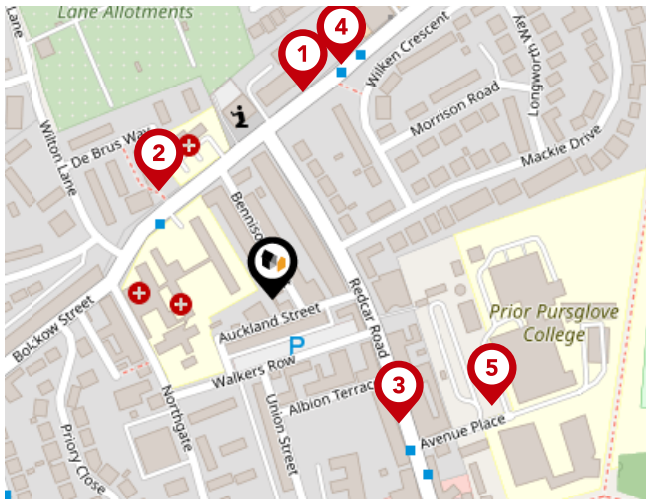 Lane Allotments
Lane
4
1
Wilken Crescent
Longworth Way
Morrison Road
Wilton Lane
De Brus Way
Mackie Drive
2
Redcar Road
Prior Pursglove
College
Auckland Street
P
Walkers Row
Bolckow Street
3
5
Albion Terrac
Avenue Place
Northgate
Union Street
Priory Close